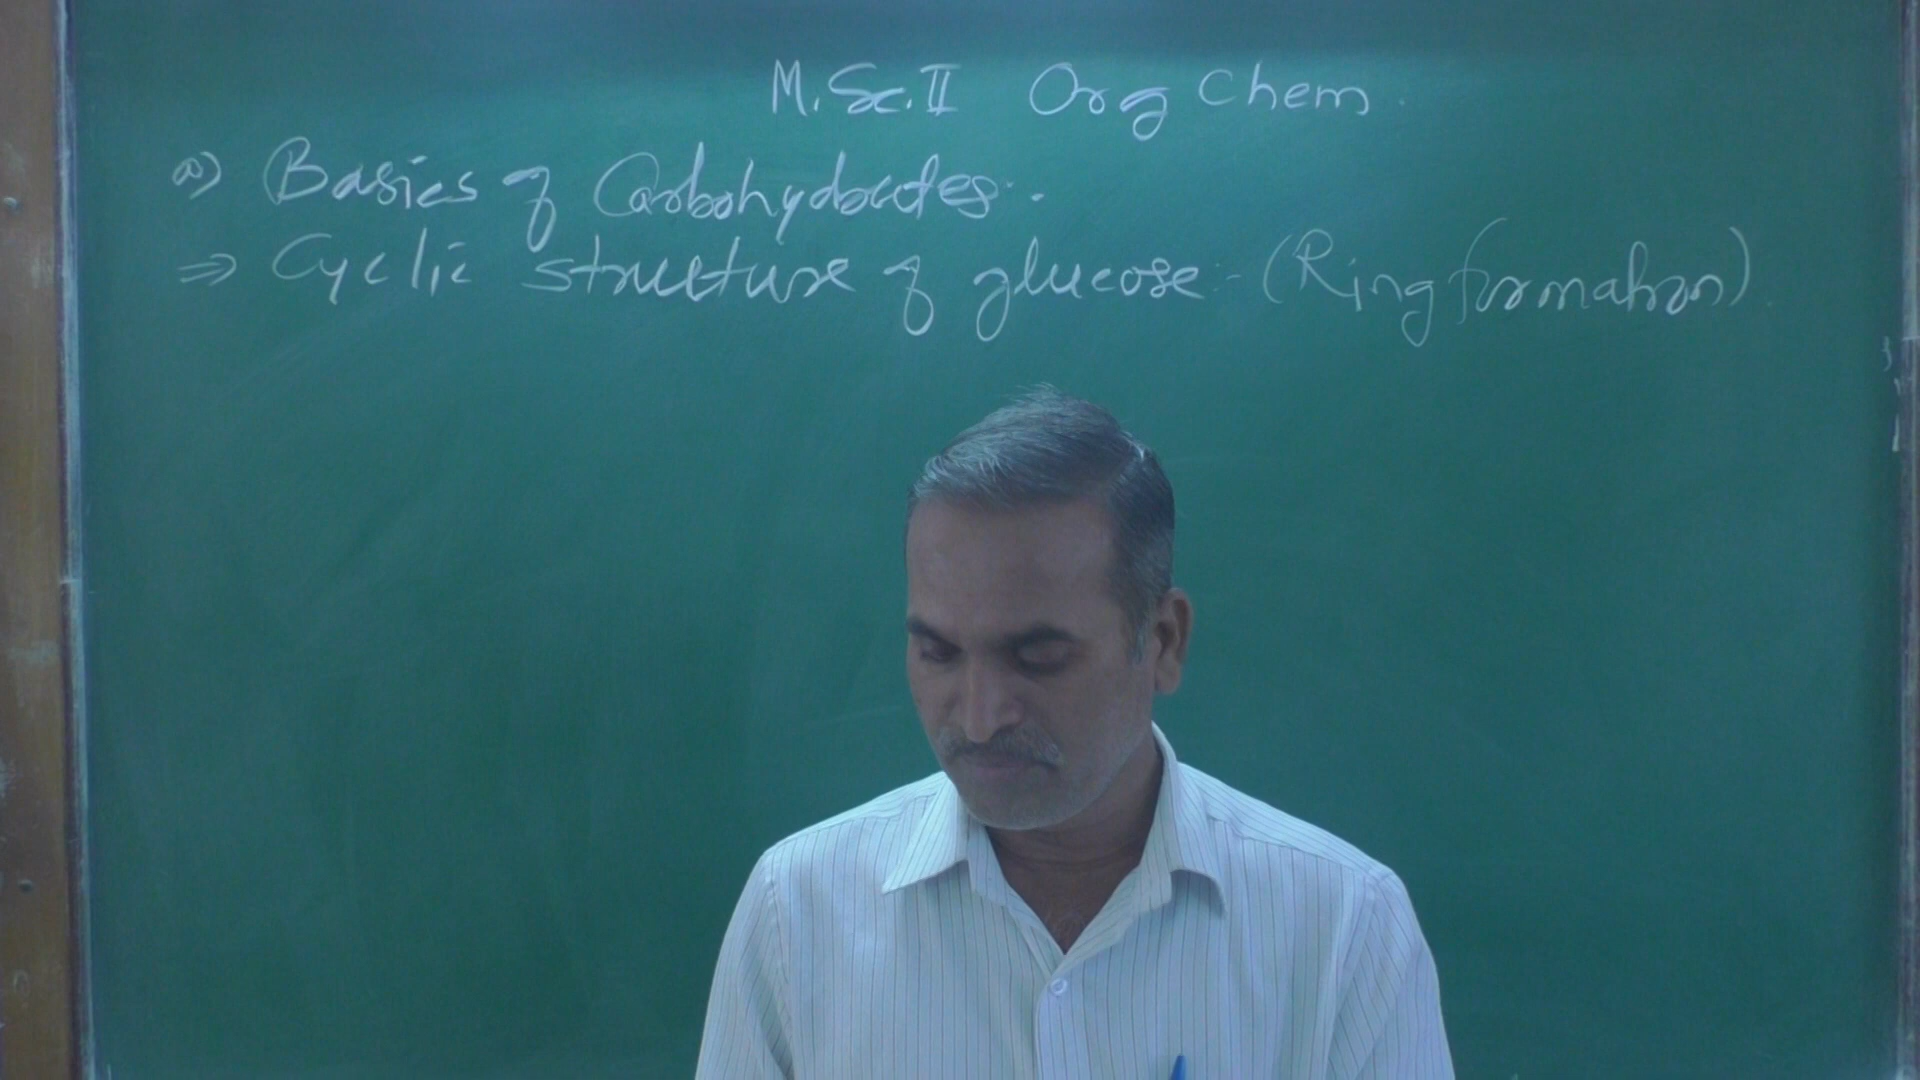 M.Sc.II Org Chem.
a) Basics of Carbohydrates.
⇒ Cyclic structure of glucose:- (Ring formation).